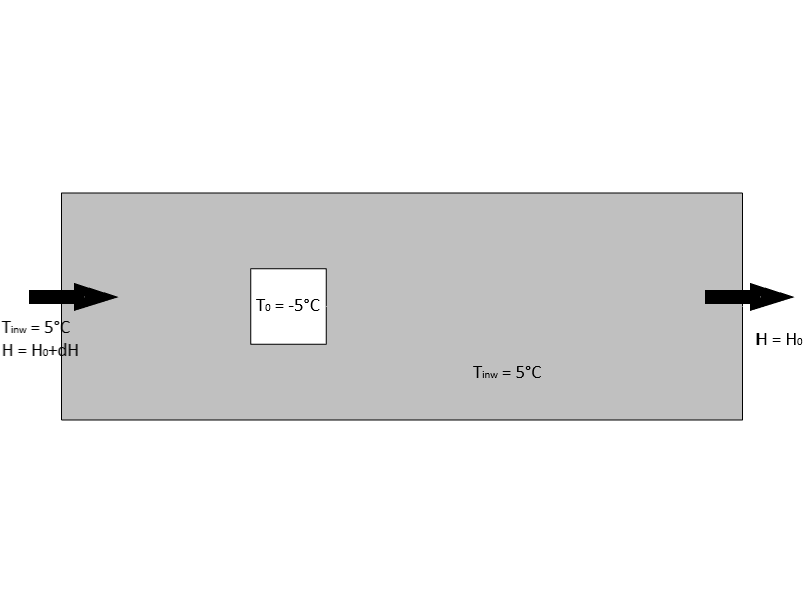 T₀ = -5°C
Tᵢₙw = 5°C
H = H₀+dH
H = H₀
Tᵢₙw = 5°C